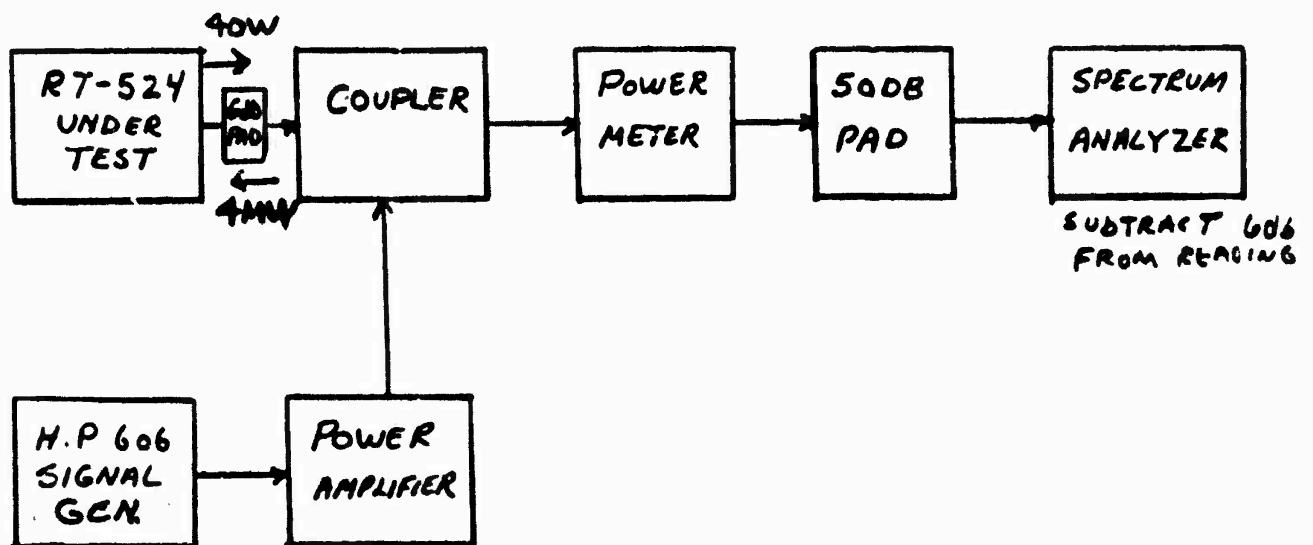 40W
RT-524
UNDER
TEST
PAD
4MW
COUPLER
POWER
METER
50DB
PAD
SPECTRUM
ANALYZER
SUBTRACT 6db
FROM READING
H.P 606
SIGNAL
GEN.
POWER
AMPLIFIER